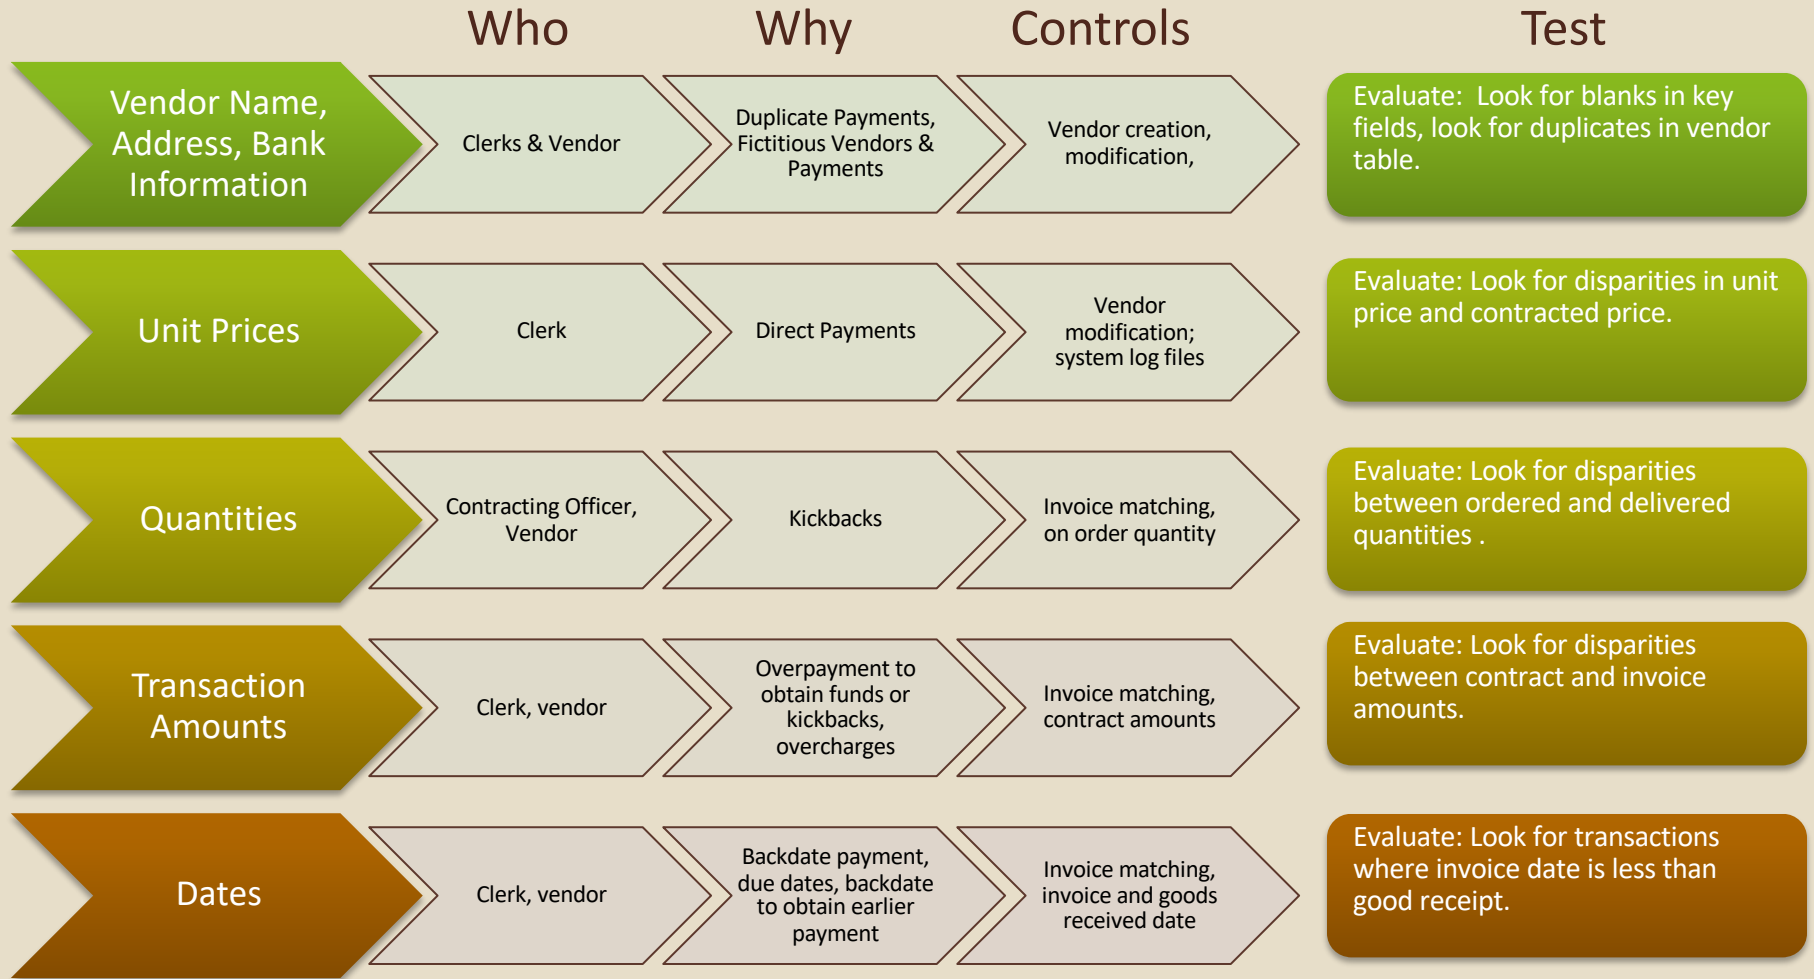 Who
Why
Controls
Test
Vendor Name,
Address, Bank
Information
Clerks & Vendor
Duplicate Payments,
Fictitious Vendors &
Payments
Vendor creation,
modification,
Evaluate:  Look for blanks in key
fields, look for duplicates in vendor
table.
Unit Prices
Clerk
Direct Payments
Vendor
modification;
system log files
Evaluate: Look for disparities in unit
price and contracted price.
Quantities
Contracting Officer,
Vendor
Kickbacks
Invoice matching,
on order quantity
Evaluate: Look for disparities
between ordered and delivered
quantities .
Transaction
Amounts
Clerk, vendor
Overpayment to
obtain funds or
kickbacks,
overcharges
Invoice matching,
contract amounts
Evaluate: Look for disparities
between contract and invoice
amounts.
Dates
Clerk, vendor
Backdate payment,
due dates, backdate
to obtain earlier
payment
Invoice matching,
invoice and goods
received date
Evaluate: Look for transactions
where invoice date is less than
good receipt.